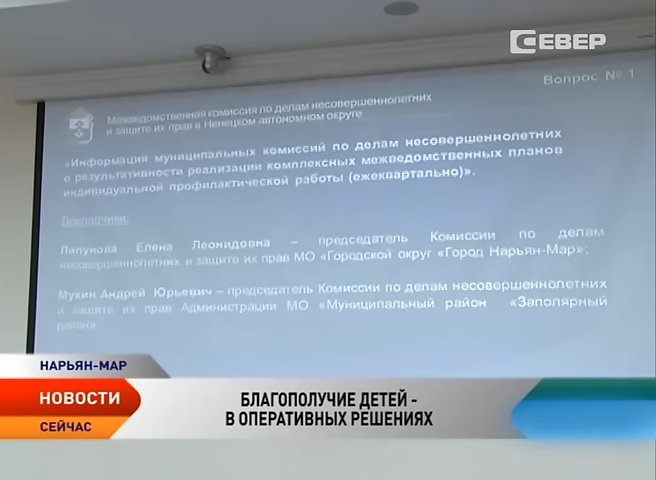 СЕВЕР
Вопрос № 1
Межведомственная комиссия по делам несовершеннолетних
и защите их прав в Ненецком автономном округе
«Информация муниципальных комиссий по делам несовершеннолетних
о результативности реализации комплексных межведомственных планов
индивидуальной профилактической работы (ежеквартально)».
Докладчики:
Ляпунова Елена Леонидовна – председатель Комиссии по делам
несовершеннолетних и защите их прав МО «Городской округ «Город Нарьян-Мар»;
Мухин Андрей Юрьевич – председатель Комиссии по делам несовершеннолетних
и защите их прав Администрации МО «Муниципальный район «Заполярный
район»
НАРЬЯН-МАР
НОВОСТИ
СЕЙЧАС
БЛАГОПОЛУЧИЕ ДЕТЕЙ -
В ОПЕРАТИВНЫХ РЕШЕНИЯХ